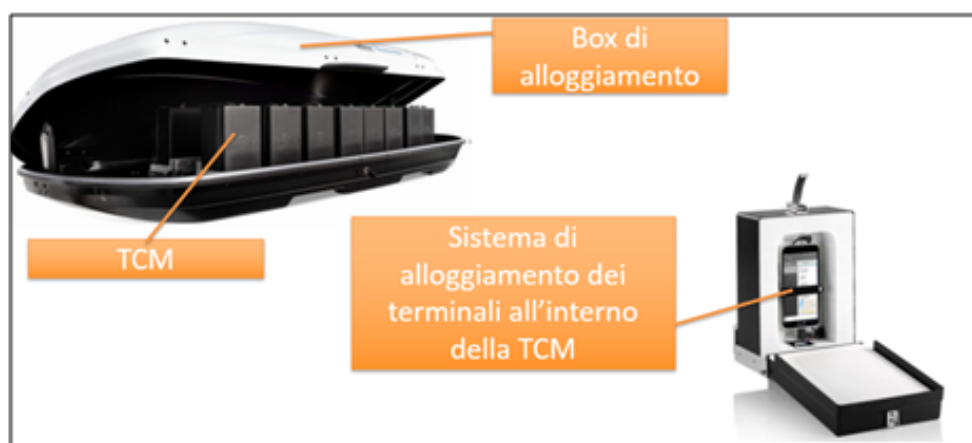 Box di
alloggiamento
TCM
Sistema di
alloggiamento dei
terminali all'interno
della TCM